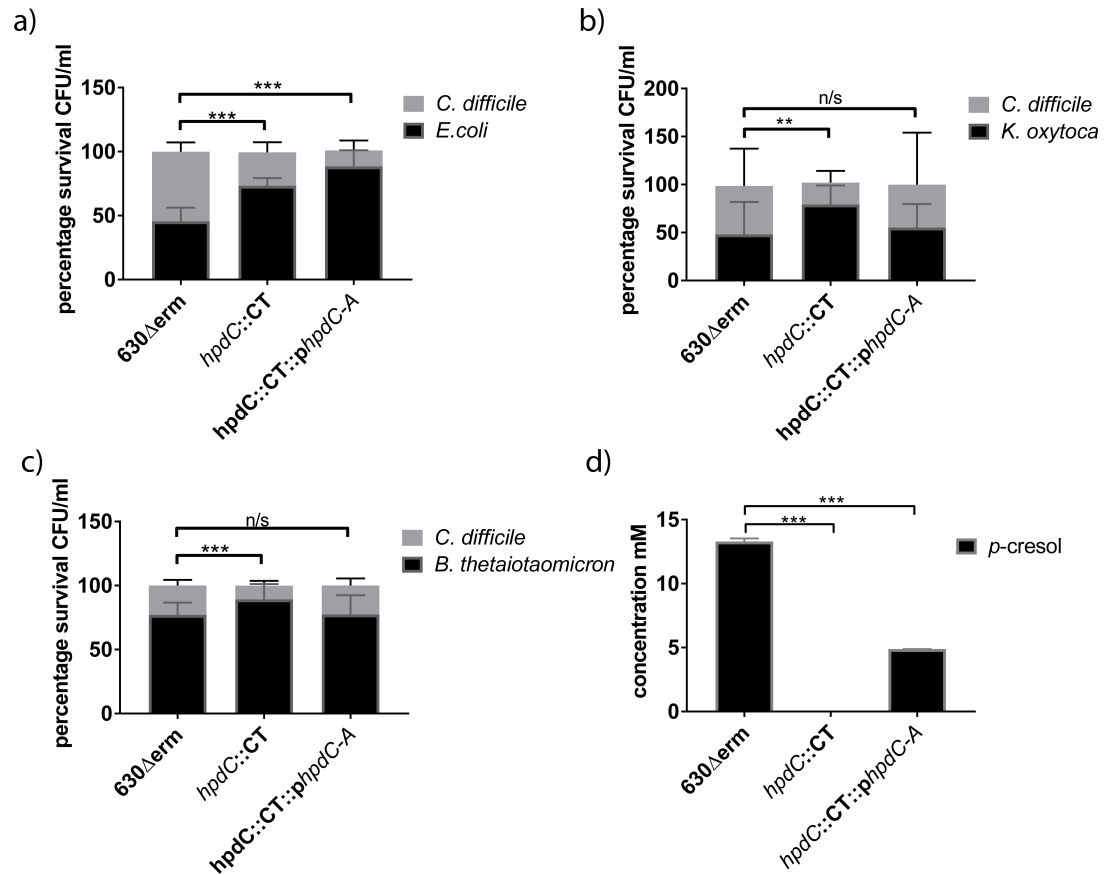 a)
percentage survival CFU/ml
150
100
50
0
***
***
C. difficile
E.coli
630Δerm
hpdC::CT
hpdC::CT::phpdC-A
b)
percentage survival CFU/ml
200
150
100
50
0
n/s
**
C. difficile
K. oxytoca
630Δerm
hpdC::CT
hpdC::CT::phpdC-A
c)
percentage survival CFU/ml
150
100
50
0
n/s
***
C. difficile
B. thetaiotaomicron
630Δerm
hpdC::CT
hpdC::CT::phpdC-A
d)
concentration mM
15
10
5
0
***
***
p-cresol
630Δerm
hpdC::CT
hpdC::CT::phpdC-A